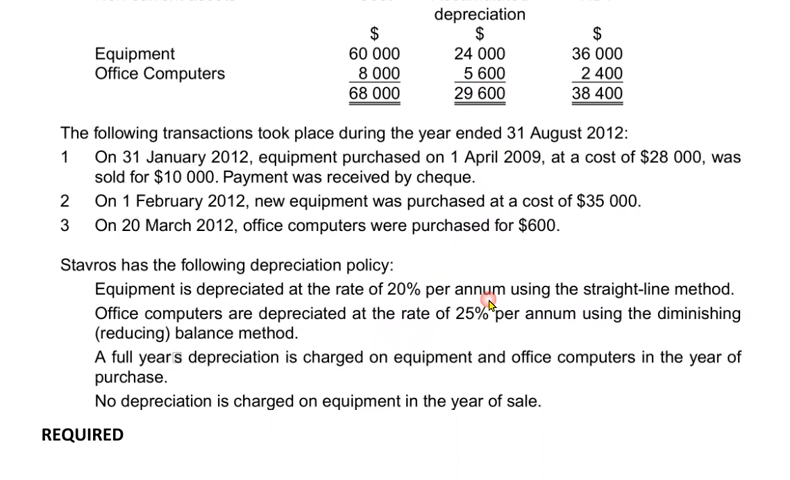 depreciation
$ $ $
Equipment 60 000 24 000 36 000
Office Computers 8 000 5 600 2 400
68 000 29 600 38 400
The following transactions took place during the year ended 31 August 2012:
1 On 31 January 2012, equipment purchased on 1 April 2009, at a cost of $28 000, was
sold for $10 000. Payment was received by cheque.
2 On 1 February 2012, new equipment was purchased at a cost of $35 000.
3 On 20 March 2012, office computers were purchased for $600.
Stavros has the following depreciation policy:
Equipment is depreciated at the rate of 20% per annum using the straight-line method.
Office computers are depreciated at the rate of 25% per annum using the diminishing
(reducing) balance method.
A full years depreciation is charged on equipment and office computers in the year of
purchase.
No depreciation is charged on equipment in the year of sale.
REQUIRED